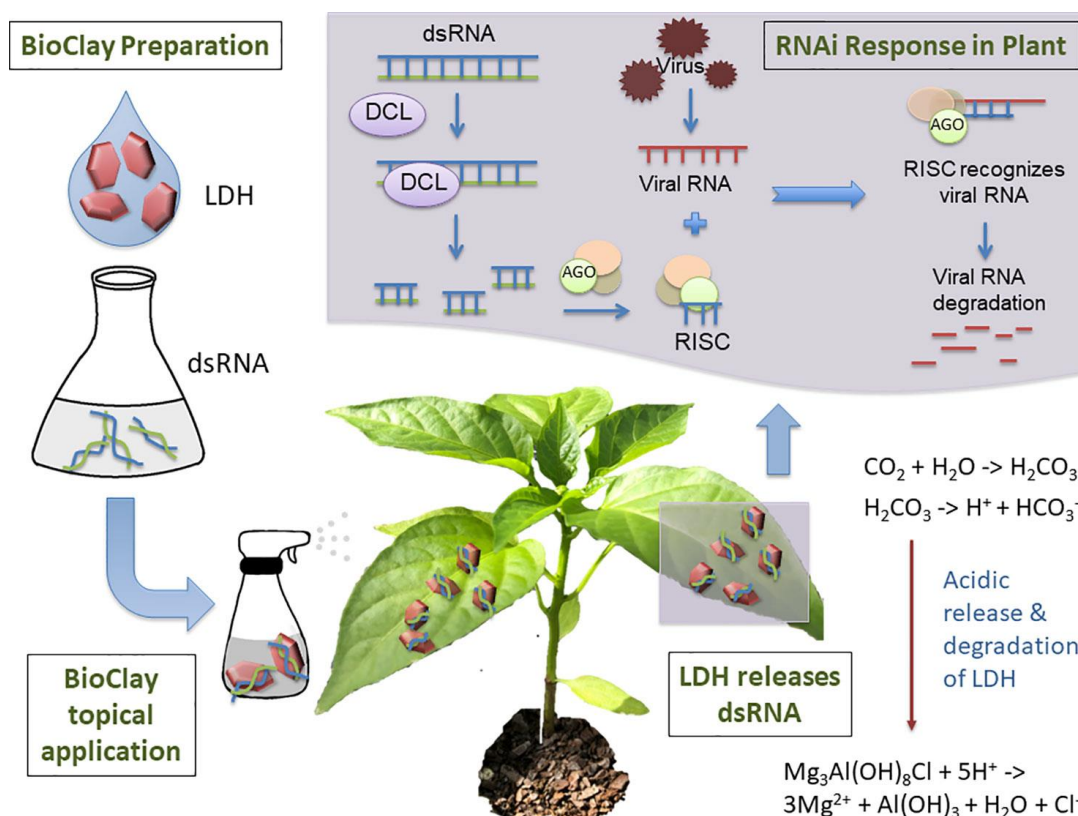 BioClay Preparation
LDH
dsRNA
BioClay
topical
application
dsRNA
DCL
DCL
AGO
Virus
Viral RNA
RISC
RNAi Response in Plant
AGO
RISC recognizes
viral RNA
Viral RNA
degradation
LDH releases
dsRNA
CO₂ + H₂O -> H₂CO₃
H₂CO₃ -> H⁺ + HCO₃⁻
Acidic
release &
degradation
of LDH
Mg₃Al(OH)₈Cl + 5H⁺ ->
3Mg²⁺ + Al(OH)₃ + H₂O + Cl⁻